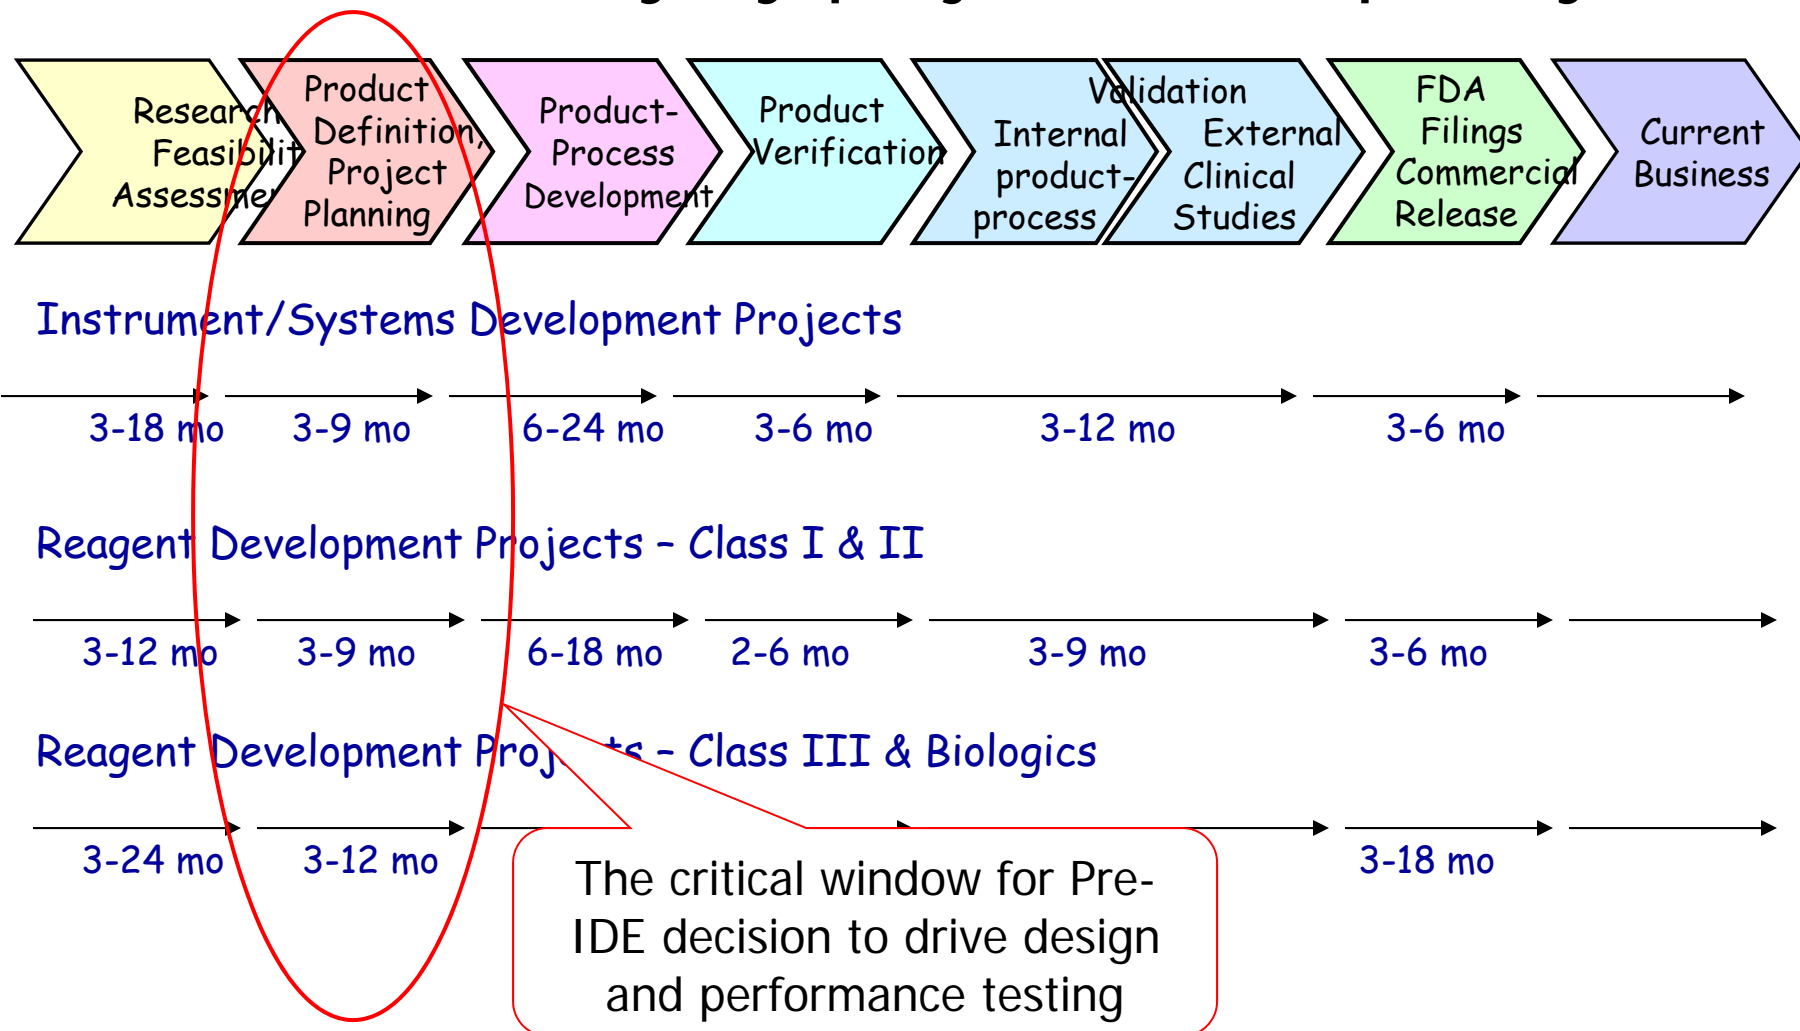 Research
Feasibilit
Assessmen
Product
Definition,
Project
Planning
Product-
Process
Development
Product
Verification
Validation
Internal
product-
process
External
Clinical
Studies
FDA
Filings
Commercial
Release
Current
Business
Instrument/Systems Development Projects
3-18 mo 3-9 mo 6-24 mo 3-6 mo 3-12 mo 3-6 mo
Reagent Development Projects – Class I & II
3-12 mo 3-9 mo 6-18 mo 2-6 mo 3-9 mo 3-6 mo
Reagent Development Projects – Class III & Biologics
3-24 mo 3-12 mo 3-18 mo
The critical window for Pre-
IDE decision to drive design
and performance testing